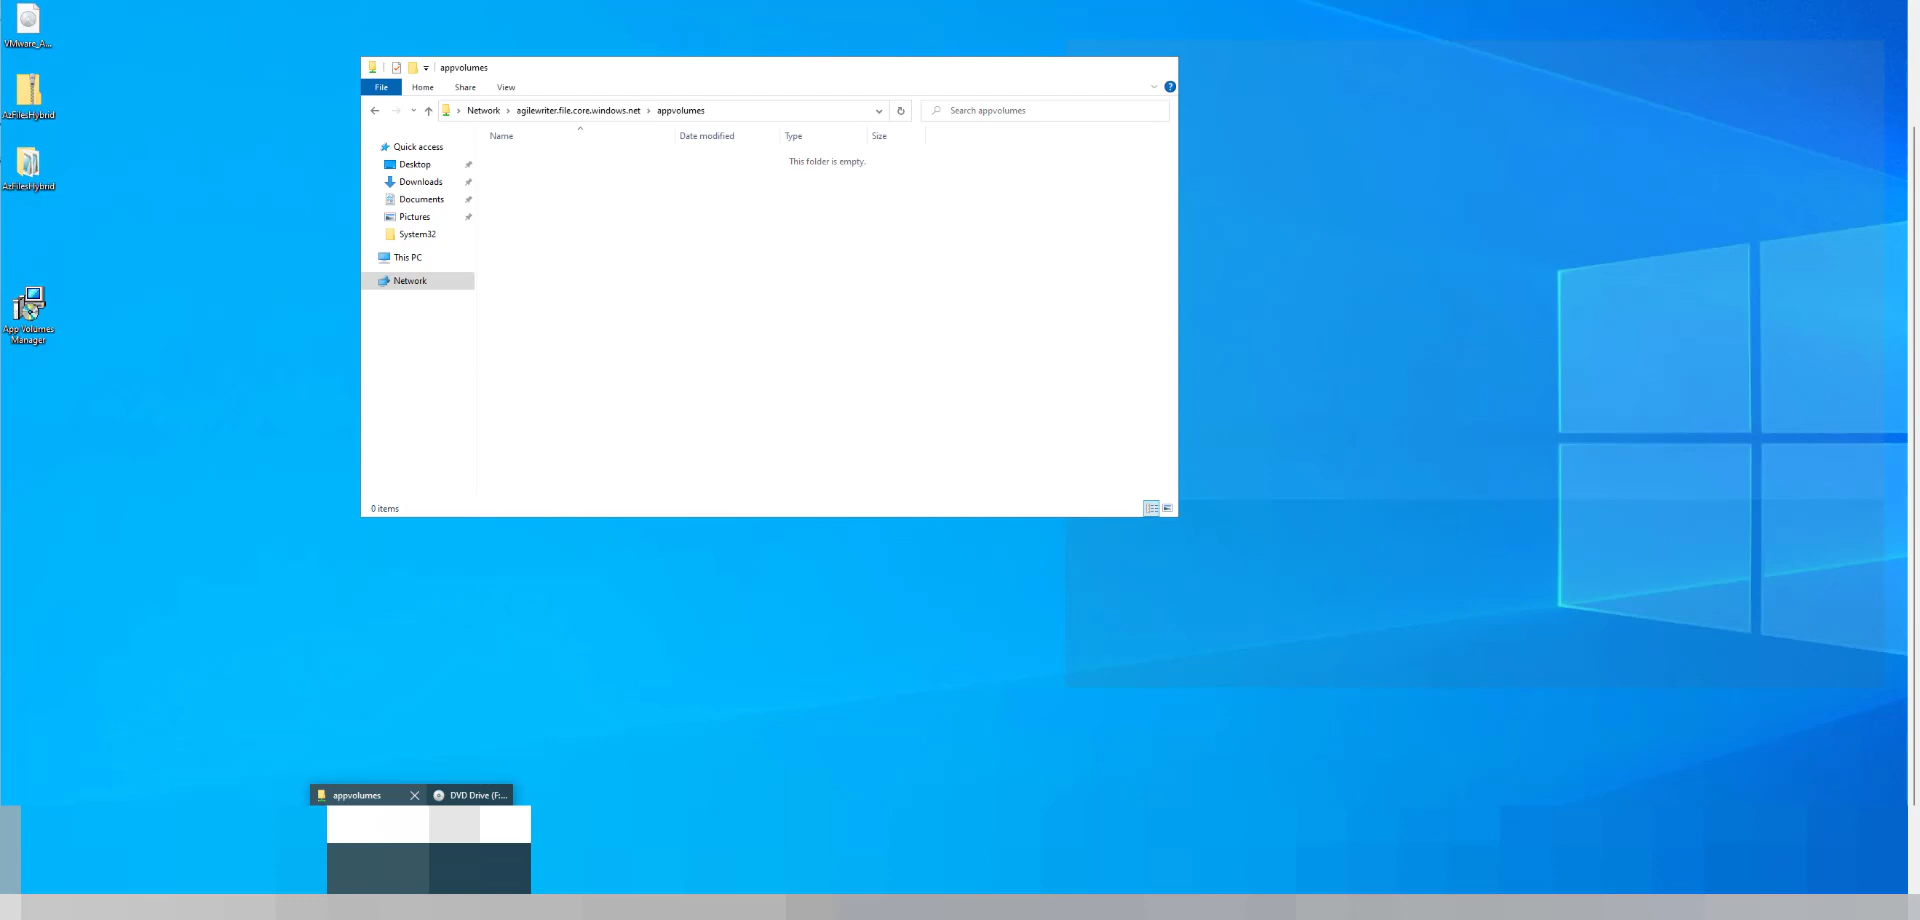 VMware_A...
AzFilesHybrid
AzFilesHybrid
App Volumes
Manager
appvolumes
File Home Share View
Network > agilewriter.file.core.windows.net > appvolumes
Search appvolumes
Name Date modified Type Size
This folder is empty.
Quick access
Desktop
Downloads
Documents
Pictures
System32
This PC
Network
0 items
appvolumes
DVD Drive (F:...